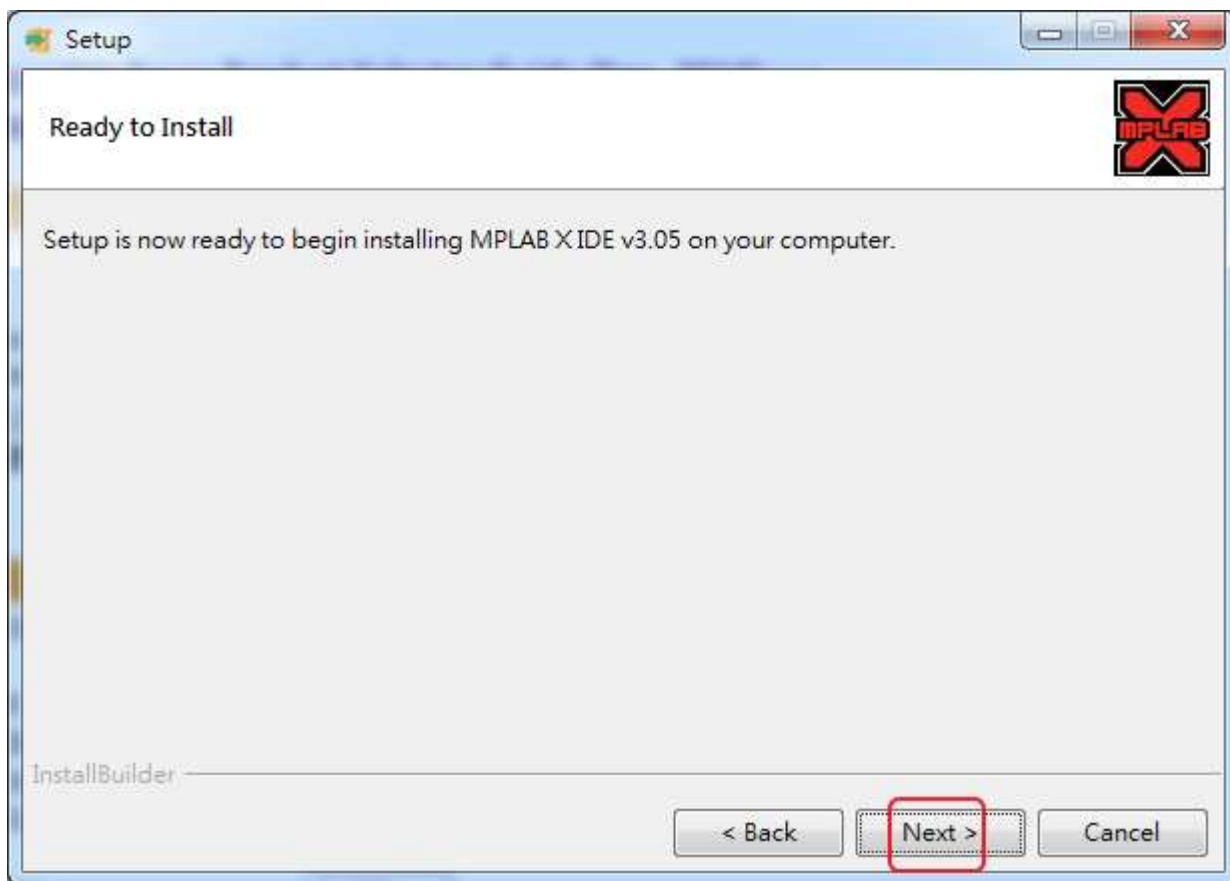 Setup
Ready to Install
MPLAB
Setup is now ready to begin installing MPLAB X IDE v3.05 on your computer.
InstallBuilder
< Back Next > Cancel